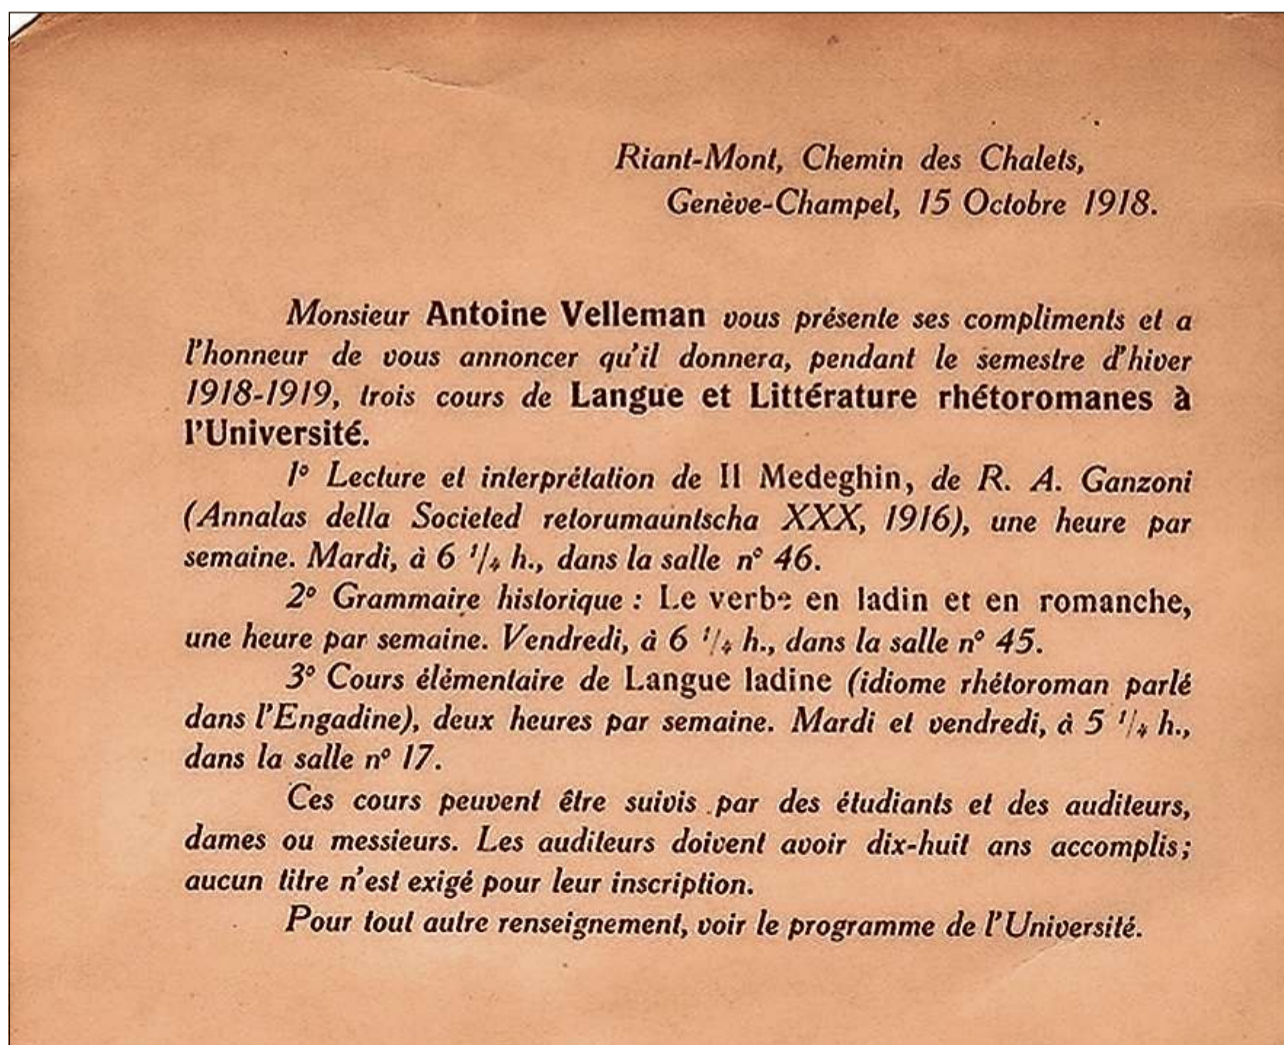 Riant-Mont, Chemin des Chalets,
Genève-Champel, 15 Octobre 1918.
Monsieur Antoine Velleman vous présente ses compliments et a
l'honneur de vous annoncer qu'il donnera, pendant le semestre d'hiver
1918-1919, trois cours de Langue et Littérature rhétoromanes à
l'Université.
1° Lecture et interprétation de Il Medeghin, de R. A. Ganzoni
(Annalas della Societed retorumauntscha XXX, 1916), une heure par
semaine. Mardi, à 6 1/4 h., dans la salle n° 46.
2° Grammaire historique : Le verbe en ladin et en romanche,
une heure par semaine. Vendredi, à 6 1/4 h., dans la salle n° 45.
3° Cours élémentaire de Langue ladine (idiome rhétoroman parlé
dans l'Engadine), deux heures par semaine. Mardi et vendredi, à 5 1/4 h.,
dans la salle n° 17.
Ces cours peuvent être suivis par des étudiants et des auditeurs,
dames ou messieurs. Les auditeurs doivent avoir dix-huit ans accomplis;
aucun titre n'est exigé pour leur inscription.
Pour tout autre renseignement, voir le programme de l'Université.